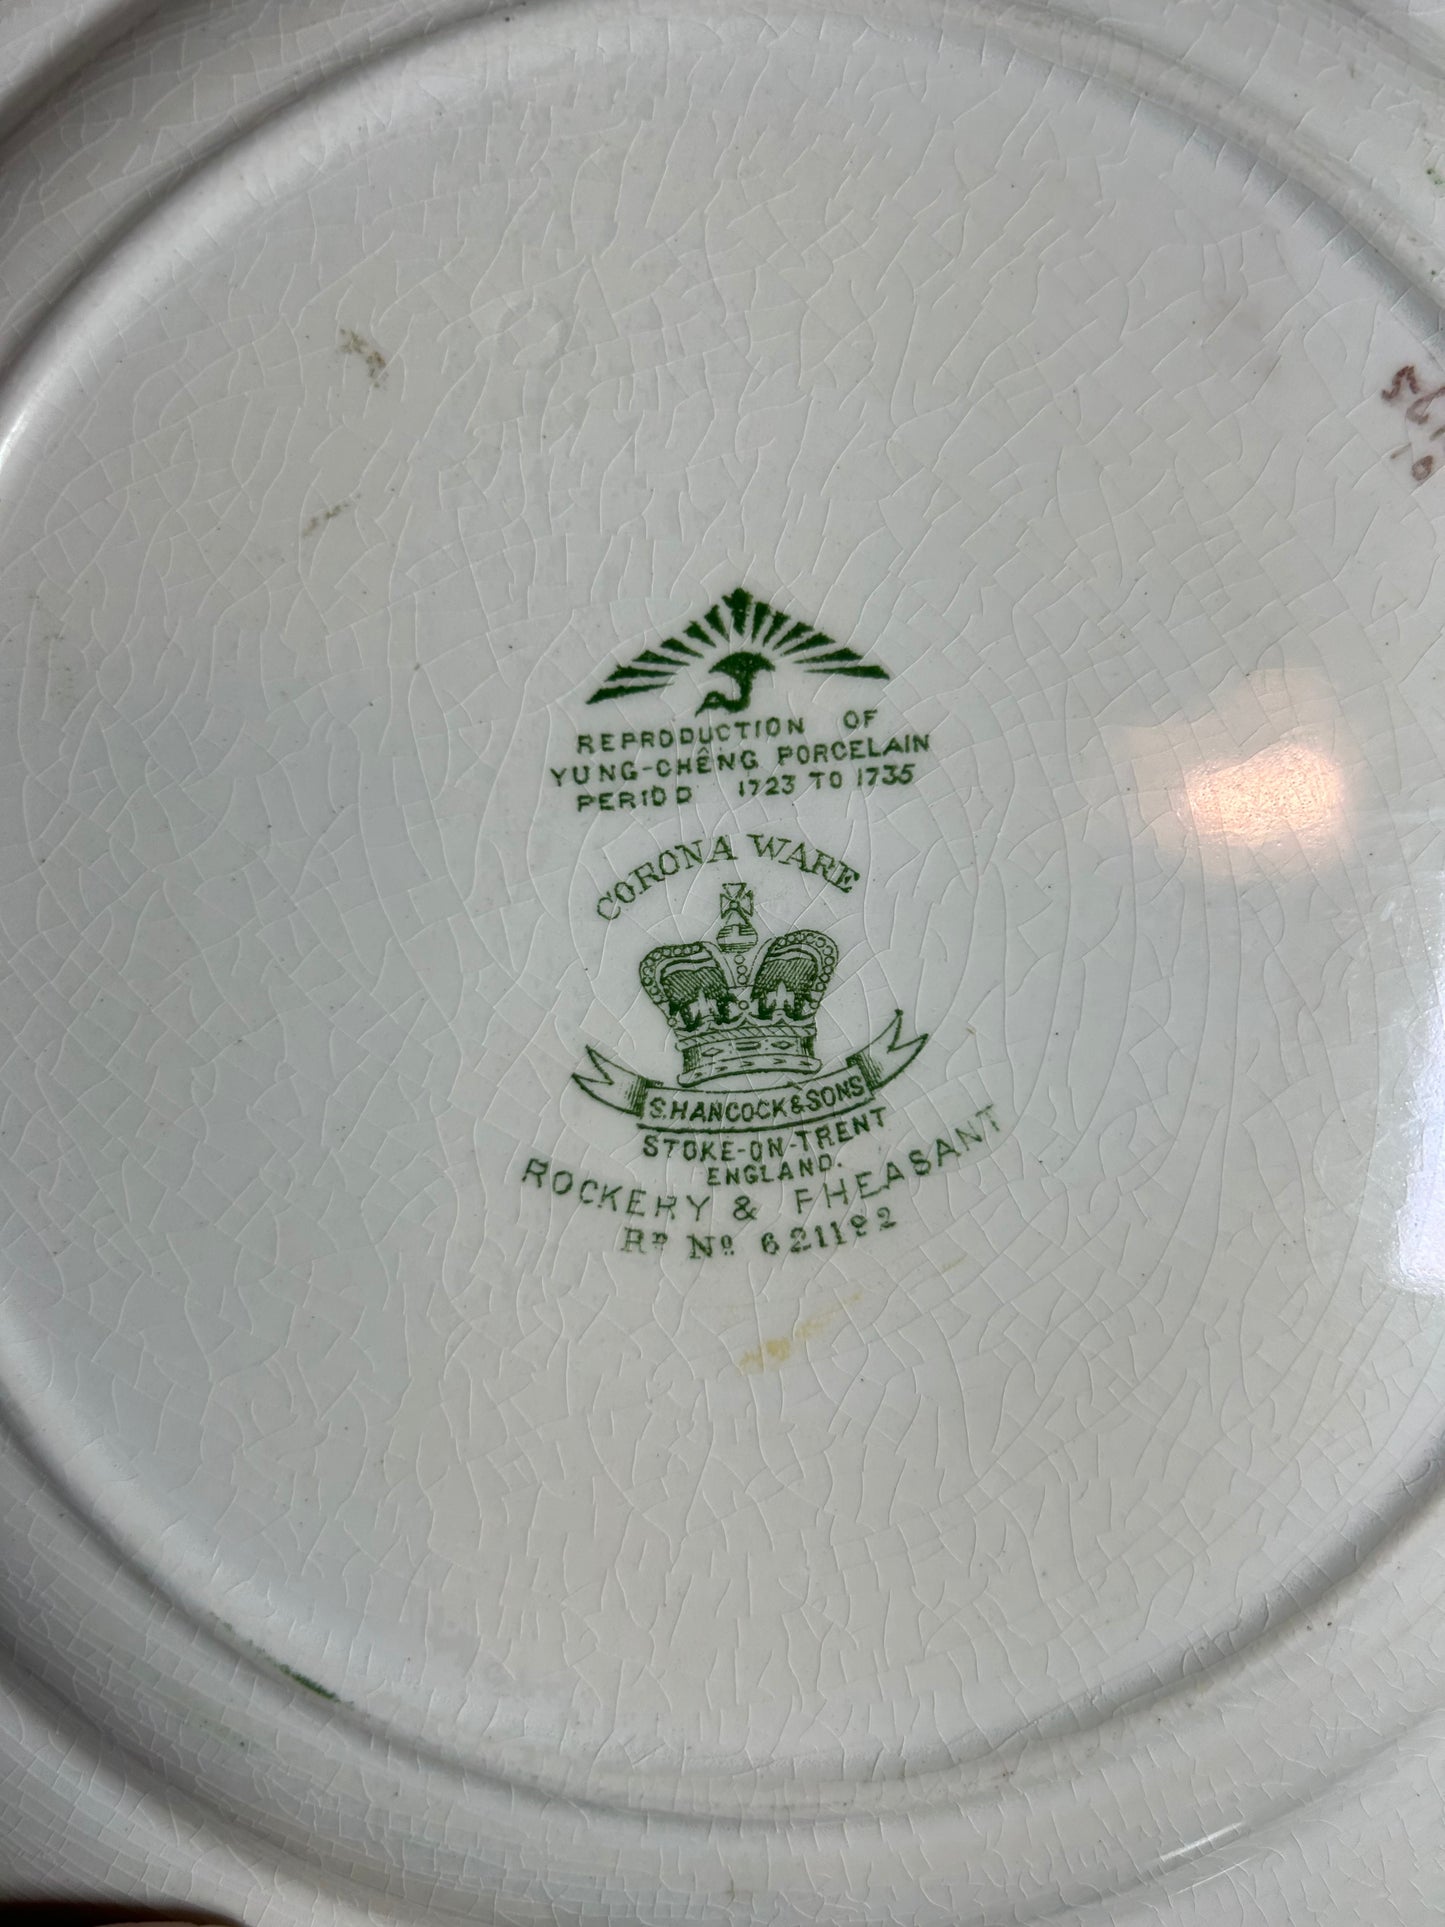 REPRODUCTION OF
YUNG-CHÊNG PORCELAIN
PERIOD 1723 TO 1735
CORONA WARE
S.HANCOCK&SONS
STOKE-ON-TRENT
ENGLAND.
ROCKERY & PHEASANT
RD No